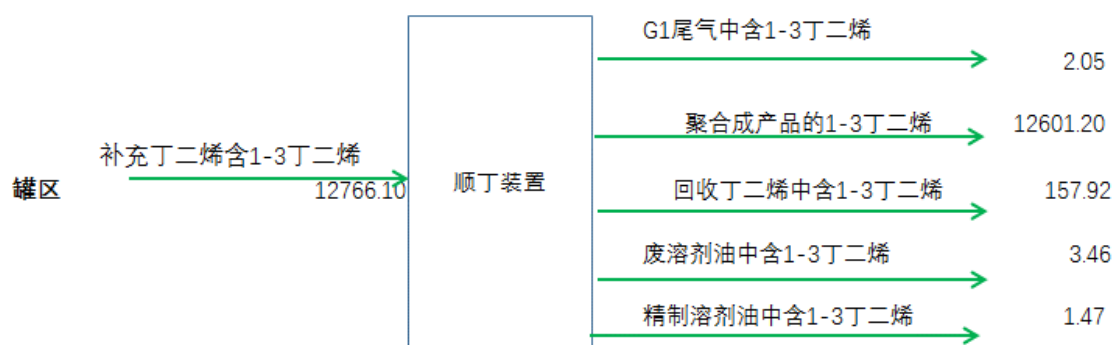 G1尾气中含1-3丁二烯
2.05
聚合成产品的1-3丁二烯
12601.20
补充丁二烯含1-3丁二烯
罐区
12766.10
顺丁装置
回收丁二烯中含1-3丁二烯
157.92
废溶剂油中含1-3丁二烯
3.46
精制溶剂油中含1-3丁二烯
1.47